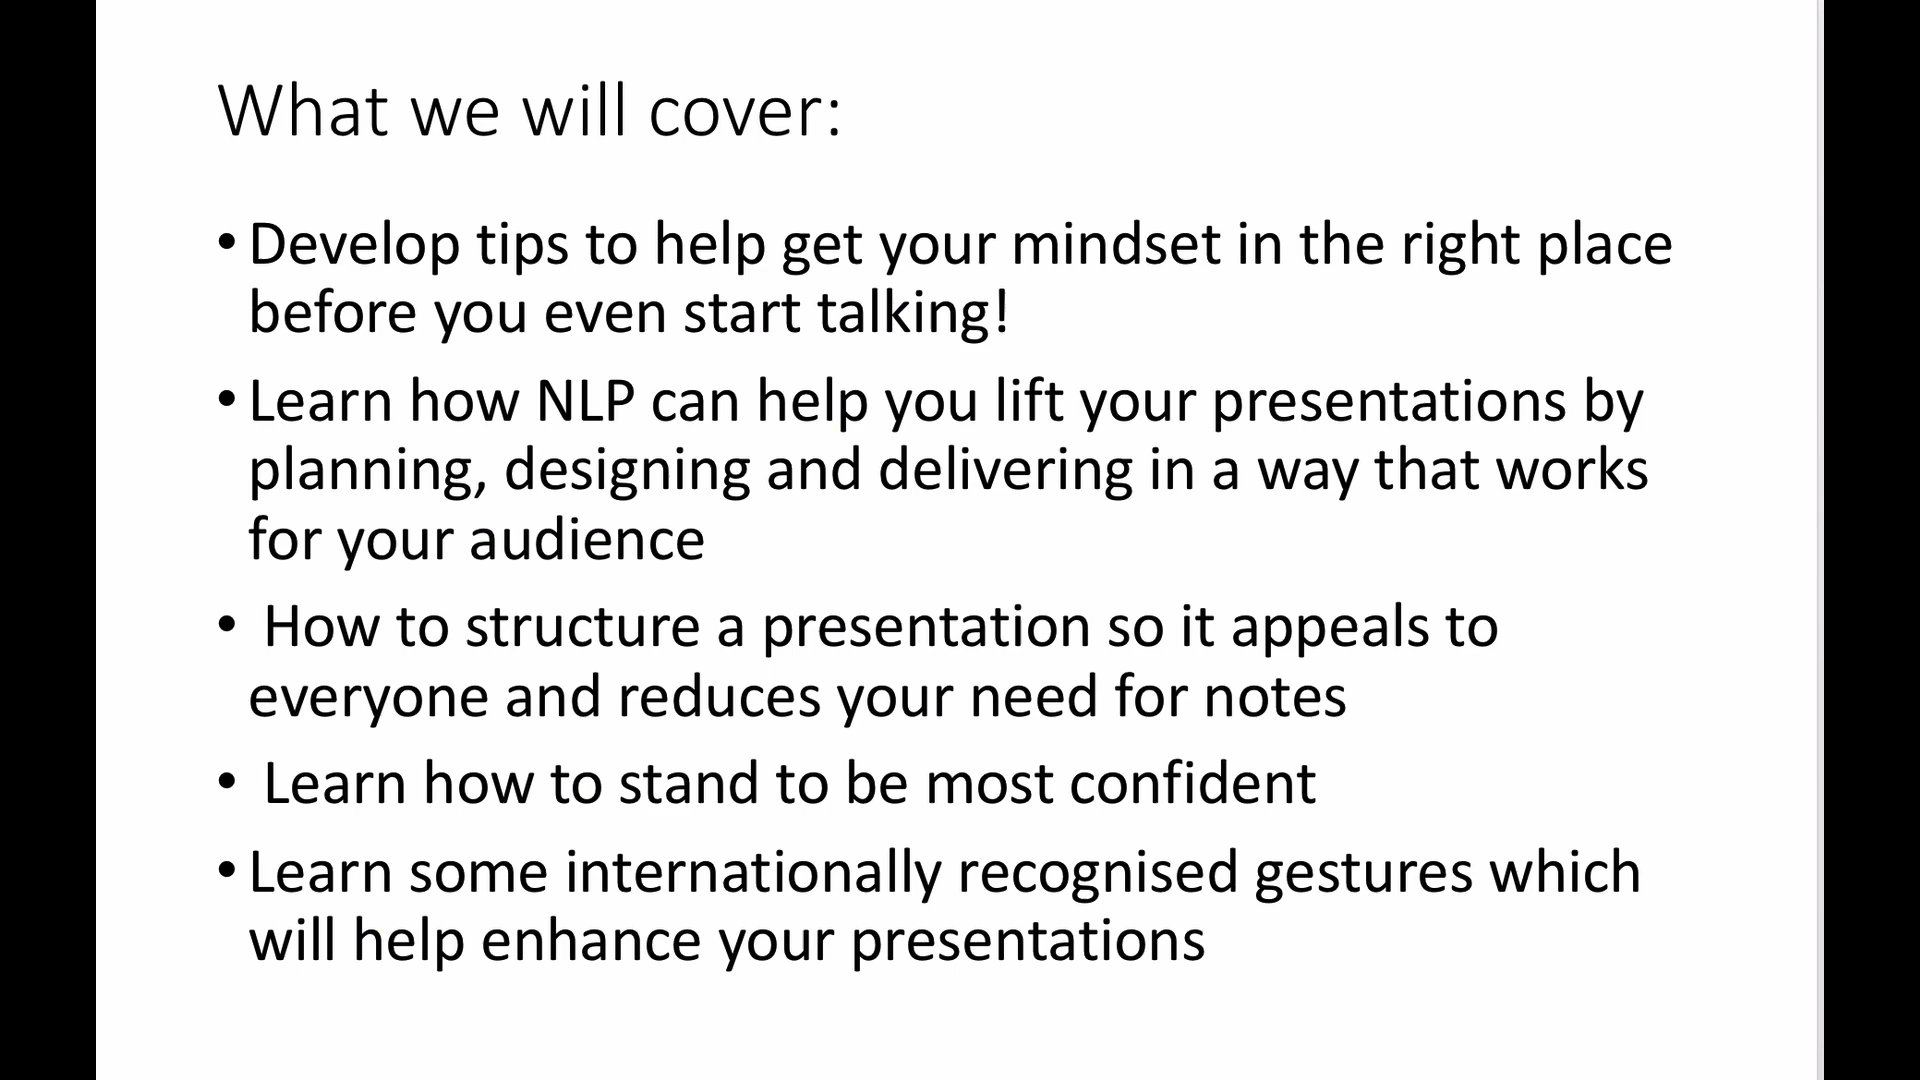 What we will cover:
• Develop tips to help get your mindset in the right place
before you even start talking!
• Learn how NLP can help you lift your presentations by
planning, designing and delivering in a way that works
for your audience
• How to structure a presentation so it appeals to
everyone and reduces your need for notes
• Learn how to stand to be most confident
• Learn some internationally recognised gestures which
will help enhance your presentations